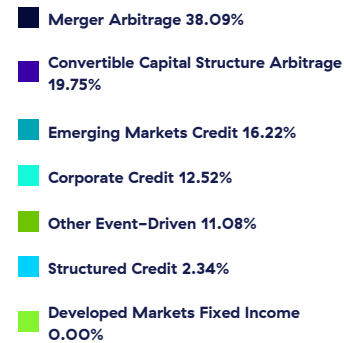 Merger Arbitrage 38.09%
Convertible Capital Structure Arbitrage
19.75%
Emerging Markets Credit 16.22%
Corporate Credit 12.52%
Other Event-Driven 11.08%
Structured Credit 2.34%
Developed Markets Fixed Income
0.00%